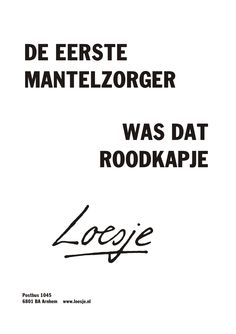 DE EERSTE
MANTELZORGER
WAS DAT
ROODKAPJE
Loesje
Postbus 1045
6801 BA Arnhem www.loesje.nl